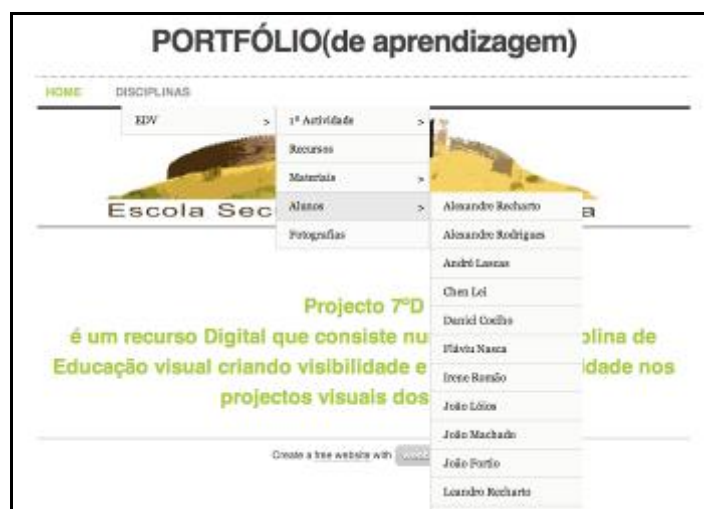 PORTFÓLIO(de aprendizagem)
HOME DISCIPLINAS
EDV >
1ª Actividade >
Recursos
Materiais >
Alunos >
Fotografias
Alexandre Recharto
Alexandre Rodrigues
André Lascas
Chen Lei
Daniel Coelho
Fláviu Nasca
Irene Romão
João Lóios
João Machado
João Fortio
Leandro Recharto
Escola Sec
a
Projecto 7ºD
é um recurso Digital que consiste nu plina de
Educação visual criando visibilidade e idade nos
projectos visuais dos
Create a free website with